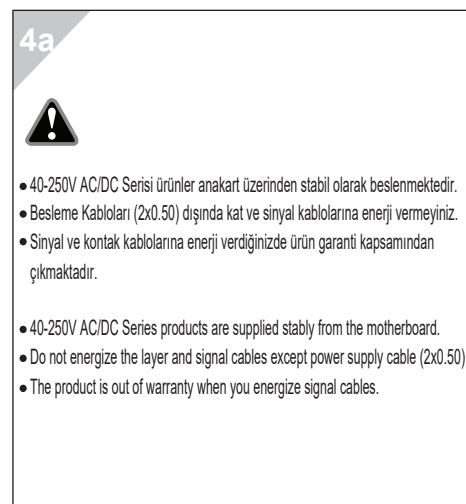 4a
• 40-250V AC/DC Serisi ürünler anakart üzerinden stabil olarak beslenmektedir.
• Besleme Kabloları (2x0.50) dışında kat ve sinyal kablolarına enerji vermeyiniz.
• Sinyal ve kontak kablolarına enerji verdiğinizde ürün garanti kapsamından
çıkmaktadır.
• 40-250V AC/DC Series products are supplied stably from the motherboard.
• Do not energize the layer and signal cables except power supply cable (2x0.50)
• The product is out of warranty when you energize signal cables.